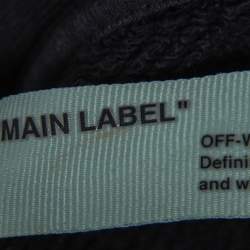 MAIN LABEL"
OFF-W
Defini
and w